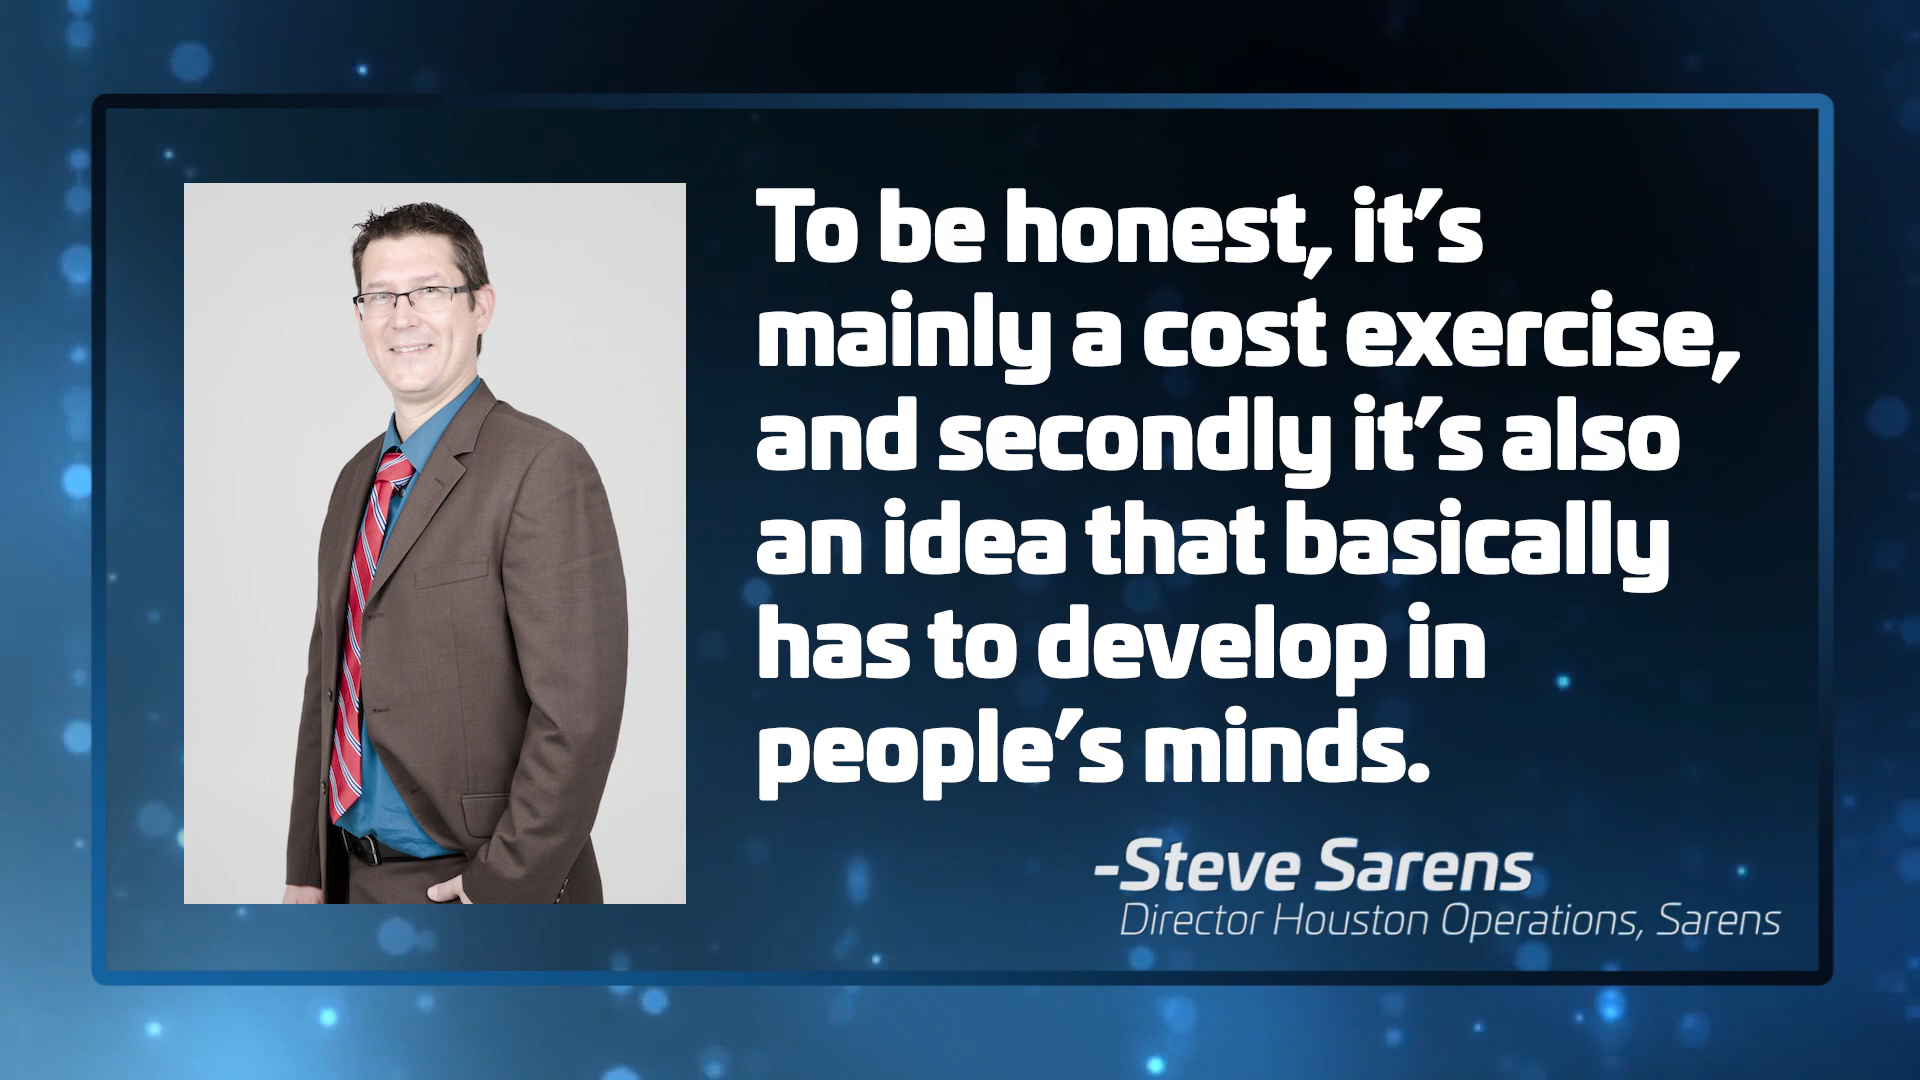 To be honest, it’s
mainly a cost exercise,
and secondly it’s also
an idea that basically
has to develop in
people’s minds.
-Steve Sarens
Director Houston Operations, Sarens